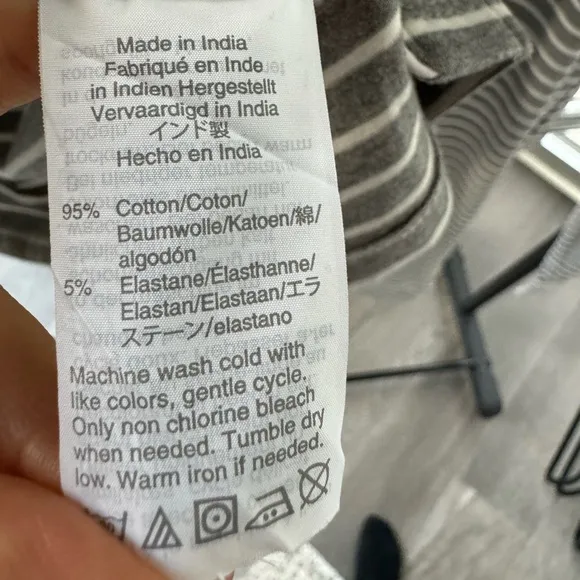 Made in India
Fabriqué en Inde
in Indien Hergestellt
Vervaardigd in India
インド製
Hecho en India
95% Cotton/Coton/
Baumwolle/Katoen/綿/
algodón
5% Elastane/Élasthanne/
Elastan/Elastaan/エラ
ステーン/elastano
Machine wash cold with
like colors, gentle cycle.
Only non chlorine bleach
when needed. Tumble dry
low. Warm iron if needed.